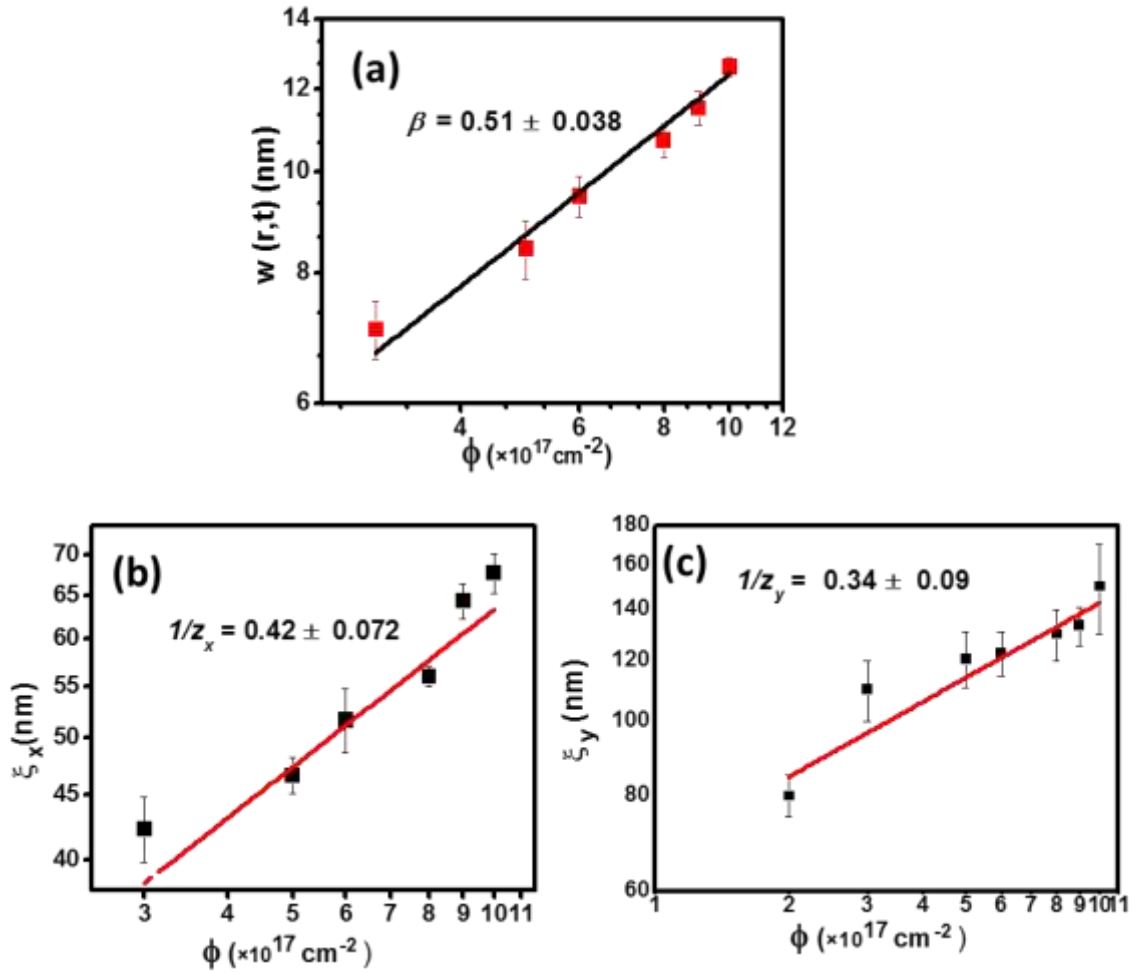 (a)
β = 0.51 ± 0.038
w (r,t) (nm)
14
12
10
8
6
4 6 8 10 12
ϕ (×10¹⁷cm⁻²)
(b)
1/zₓ = 0.42 ± 0.072
ξₓ(nm)
70
65
60
55
50
45
40
3 4 5 6 7 8 9 10 11
ϕ (×10¹⁷ cm⁻²)
(c)
1/z_y = 0.34 ± 0.09
ξ_y (nm)
180
160
140
120
100
80
60
1 2 3 4 5 6 7 8 9 10 11
ϕ (×10¹⁷ cm⁻²)